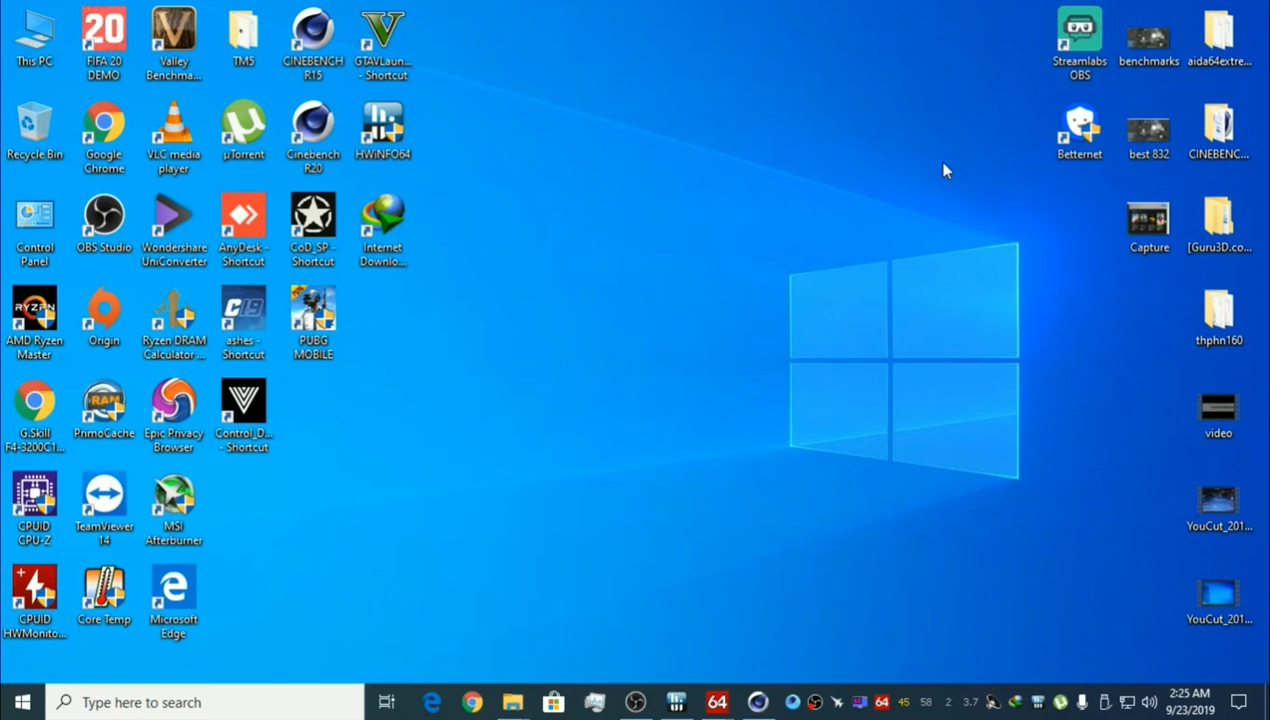 This PC
20
FIFA 20
DEMO
Valley
Benchma...
TM5
CINEBENCH
R15
GTAVLaun...
- Shortcut
Streamlabs
OBS
benchmarks
aida64extre...
Recycle Bin
Google
Chrome
VLC media
player
µTorrent
Cinebench
R20
HWiNFO64
Betternet
best 832
CINEBENC...
Control
Panel
OBS Studio
Wondershare
UniConverter
AnyDesk -
Shortcut
CoD_SP -
Shortcut
Internet
Downlo...
Capture
[Guru3D.co...
RYZEN
AMD Ryzen
Master
Origin
Ryzen DRAM
Calculator ...
C19
ashes -
Shortcut
PUBG
MOBILE
thphn160
G.Skill
F4-3200C1...
RAM
PrimoCache
Epic Privacy
Browser
Control_D...
- Shortcut
video
CPUID
CPU-Z
TeamViewer
14
MSI
Afterburner
YouCut_201...
CPUID
HWMonito...
Core Temp
Microsoft
Edge
YouCut_201...
Type here to search
64
64
45
58
2
3.7
2:25 AM
9/23/2019